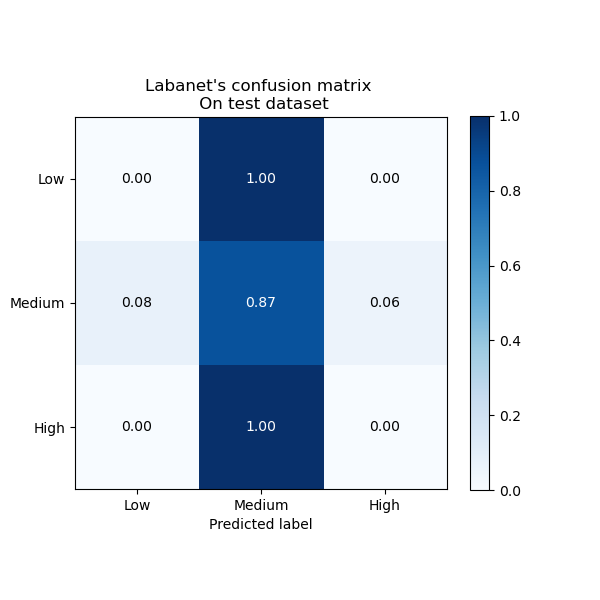 Labanet's confusion matrix
On test dataset
Low 0.00 1.00 0.00
Medium 0.08 0.87 0.06
High 0.00 1.00 0.00
Low Medium High
Predicted label
1.0
0.8
0.6
0.4
0.2
0.0